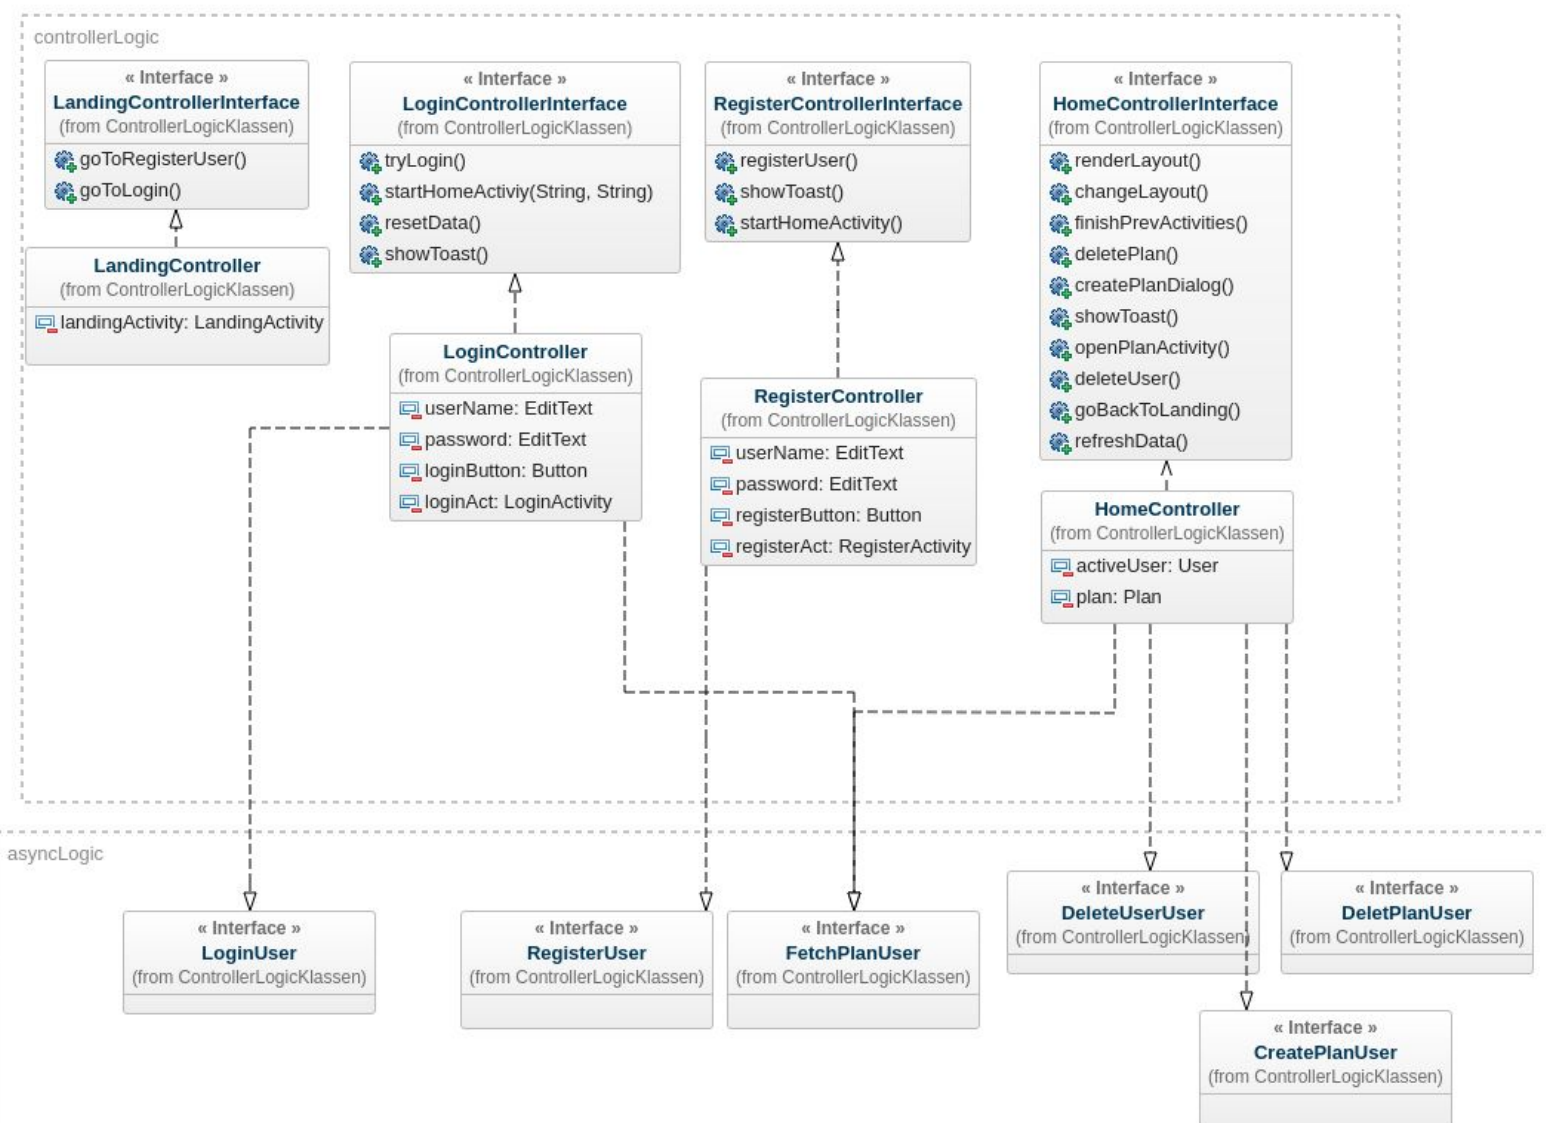 controllerLogic
« Interface »
LandingControllerInterface
(from ControllerLogicKlassen)
goToRegisterUser()
goToLogin()
LandingController
(from ControllerLogicKlassen)
landingActivity: LandingActivity
« Interface »
LoginControllerInterface
(from ControllerLogicKlassen)
tryLogin()
startHomeActiviy(String, String)
resetData()
showToast()
LoginController
(from ControllerLogicKlassen)
userName: EditText
password: EditText
loginButton: Button
loginAct: LoginActivity
« Interface »
RegisterControllerInterface
(from ControllerLogicKlassen)
registerUser()
showToast()
startHomeActivity()
RegisterController
(from ControllerLogicKlassen)
userName: EditText
password: EditText
registerButton: Button
registerAct: RegisterActivity
« Interface »
HomeControllerInterface
(from ControllerLogicKlassen)
renderLayout()
changeLayout()
finishPrevActivities()
deletePlan()
createPlanDialog()
showToast()
openPlanActivity()
deleteUser()
goBackToLanding()
refreshData()
HomeController
(from ControllerLogicKlassen)
activeUser: User
plan: Plan
asyncLogic
« Interface »
LoginUser
(from ControllerLogicKlassen)
« Interface »
RegisterUser
(from ControllerLogicKlassen)
« Interface »
FetchPlanUser
(from ControllerLogicKlassen)
« Interface »
DeleteUserUser
(from ControllerLogicKlassen)
« Interface »
DeletPlanUser
(from ControllerLogicKlassen)
« Interface »
CreatePlanUser
(from ControllerLogicKlassen)